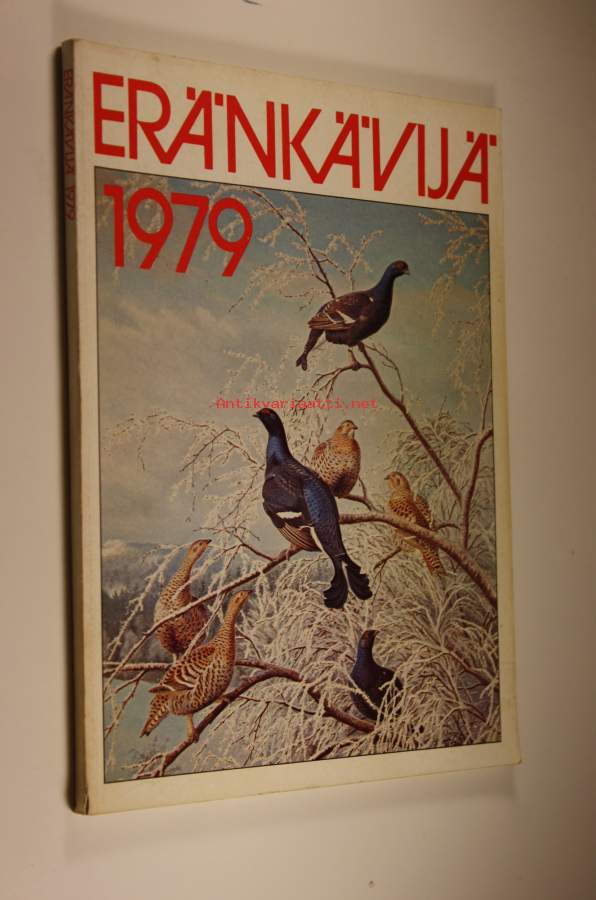 ERÄNKÄVIJÄ
1979
ERÄNKÄVIJÄ 1979
Antikvariaatti.net